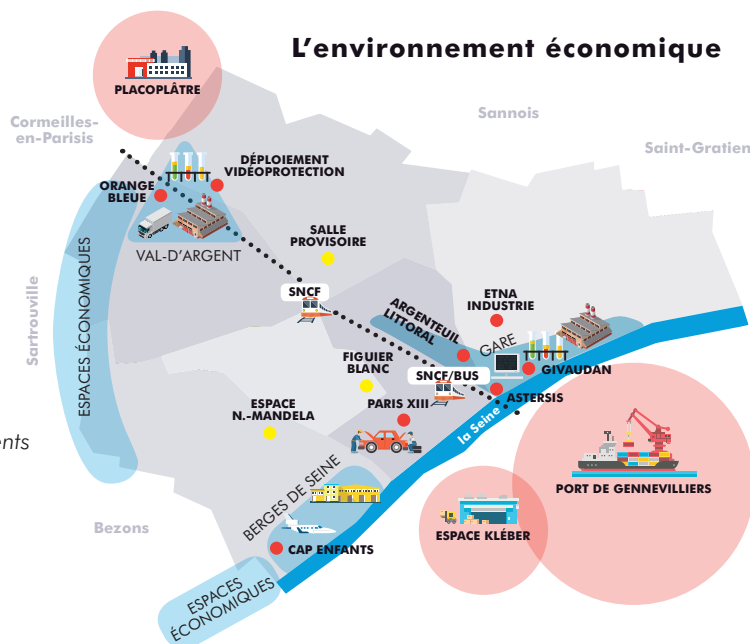 L'environnement économique
PLACOPLÂTRE
Cormeilles-
en-Parisis
Sannois
Saint-Gratien
DÉPLOIEMENT
VIDÉOPROTECTION
ORANGE
BLEUE
VAL-D'ARGENT
SALLE
PROVISOIRE
ESPACES ÉCONOMIQUES
Sartrouville
SNCF
ARGENTEUIL
LITTORAL
ETNA
INDUSTRIE
GARE
GIVAUDAN
FIGUIER
BLANC
SNCF/BUS
ASTERSIS
ESPACE
N.-MANDELA
PARIS XIII
la Seine
ents
PORT DE GENNEVILLIERS
BERGES DE SEINE
ESPACE KLÉBER
Bezons
CAP ENFANTS
ESPACES
ÉCONOMIQUES